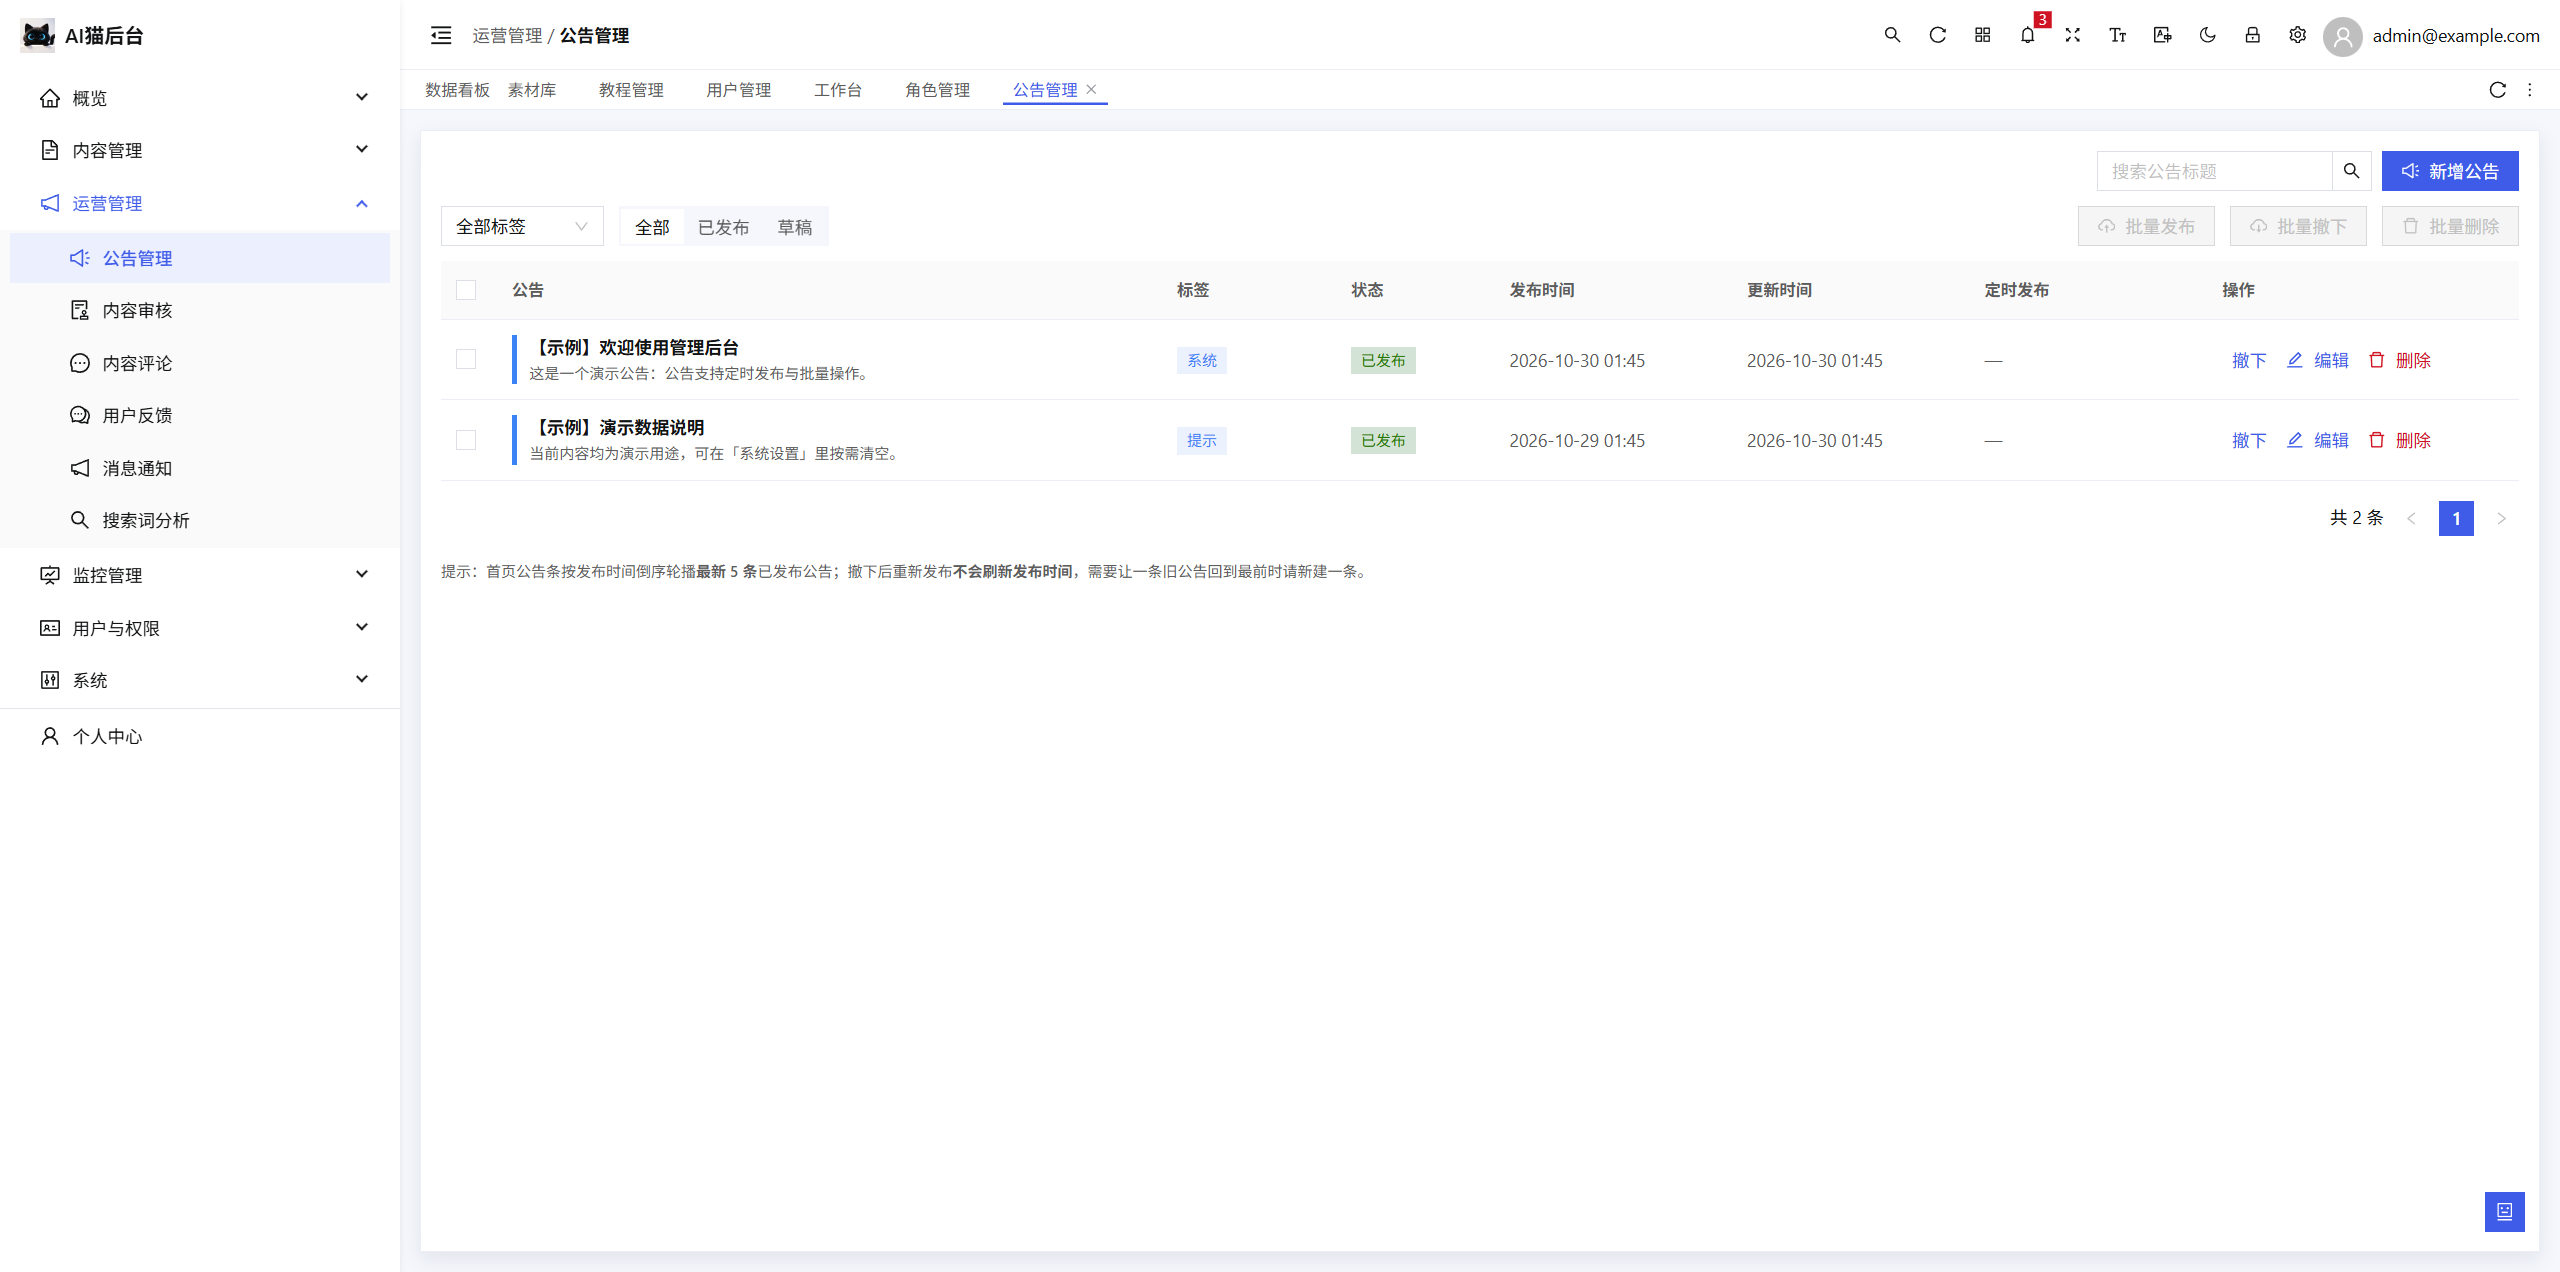 AI猫后台
运营管理 / 公告管理
3
admin@example.com
数据看板 素材库 教程管理 用户管理 工作台 角色管理 公告管理
概览
内容管理
运营管理
公告管理
内容审核
内容评论
用户反馈
消息通知
搜索词分析
监控管理
用户与权限
系统
个人中心
搜索公告标题 新增公告
全部标签 全部 已发布 草稿 批量发布 批量撤下 批量删除
公告 标签 状态 发布时间 更新时间 定时发布 操作
【示例】欢迎使用管理后台
这是一个演示公告：公告支持定时发布与批量操作。
系统 已发布 2026-10-30 01:45 2026-10-30 01:45 — 撤下 编辑 删除
【示例】演示数据说明
当前内容均为演示用途，可在「系统设置」里按需清空。
提示 已发布 2026-10-29 01:45 2026-10-30 01:45 — 撤下 编辑 删除
共 2 条 1
提示：首页公告条按发布时间倒序轮播最新 5 条已发布公告；撤下后重新发布不会刷新发布时间，需要让一条旧公告回到最前时请新建一条。